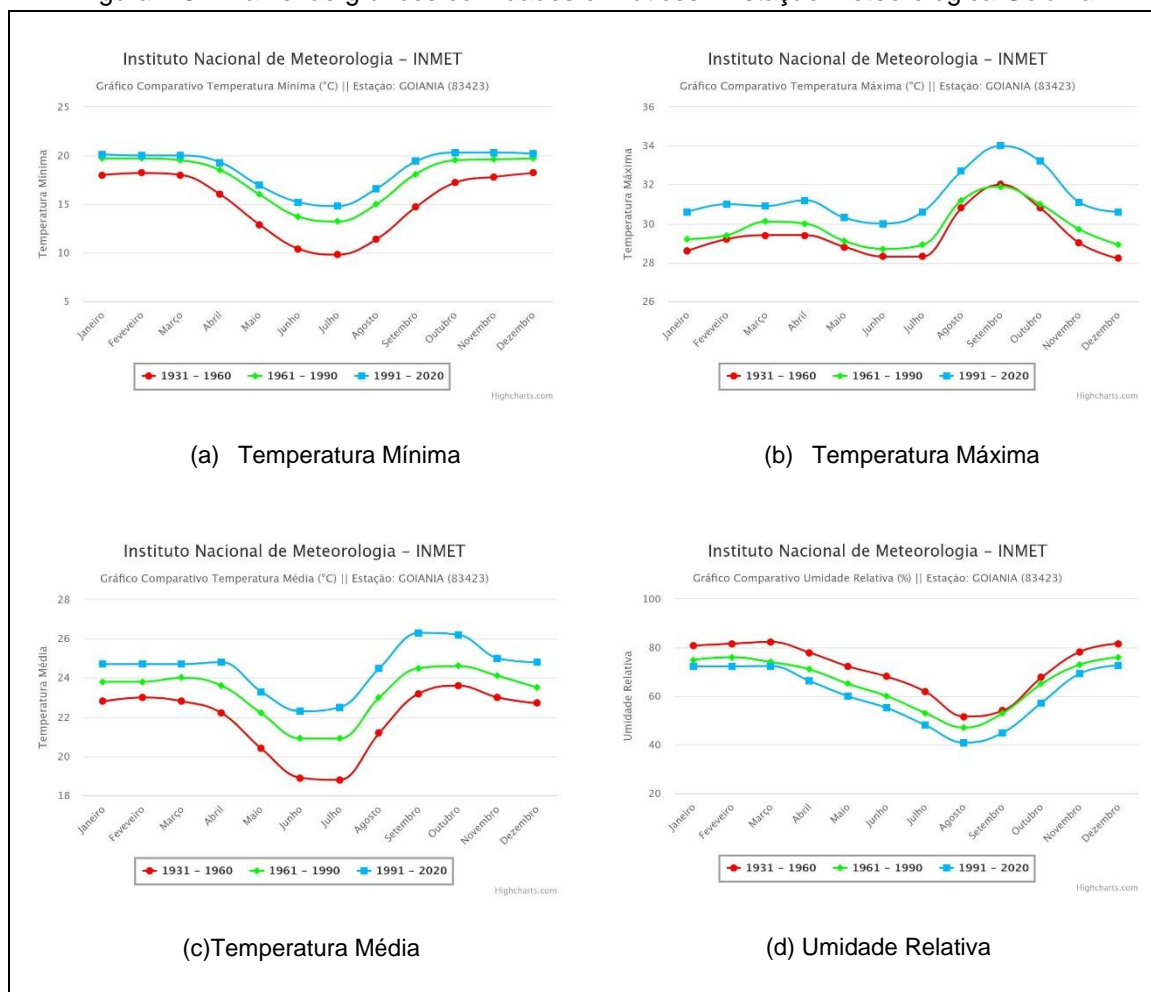 Instituto Nacional de Meteorologia - INMET
Gráfico Comparativo Temperatura Mínima (°C) || Estação: GOIANIA (83423)
Temperatura Mínima
25
20
15
10
5
Janeiro
Feveveiro
Março
Abril
Maio
Junho
Julho
Agosto
Setembro
Outubro
Novembro
Dezembro
1931 - 1960
1961 - 1990
1991 - 2020
Highcharts.com
(a) Temperatura Mínima
Instituto Nacional de Meteorologia - INMET
Gráfico Comparativo Temperatura Máxima (°C) || Estação: GOIANIA (83423)
Temperatura Máxima
36
34
32
30
28
26
Janeiro
Feveveiro
Março
Abril
Maio
Junho
Julho
Agosto
Setembro
Outubro
Novembro
Dezembro
1931 - 1960
1961 - 1990
1991 - 2020
Highcharts.com
(b) Temperatura Máxima
Instituto Nacional de Meteorologia - INMET
Gráfico Comparativo Temperatura Média (°C) || Estação: GOIANIA (83423)
Temperatura Média
28
26
24
22
20
18
Janeiro
Feveveiro
Março
Abril
Maio
Junho
Julho
Agosto
Setembro
Outubro
Novembro
Dezembro
1931 - 1960
1961 - 1990
1991 - 2020
Highcharts.com
(c)Temperatura Média
Instituto Nacional de Meteorologia - INMET
Gráfico Comparativo Umidade Relativa (%) || Estação: GOIANIA (83423)
Umidade Relativa
100
80
60
40
20
Janeiro
Feveveiro
Março
Abril
Maio
Junho
Julho
Agosto
Setembro
Outubro
Novembro
Dezembro
1931 - 1960
1961 - 1990
1991 - 2020
Highcharts.com
(d) Umidade Relativa